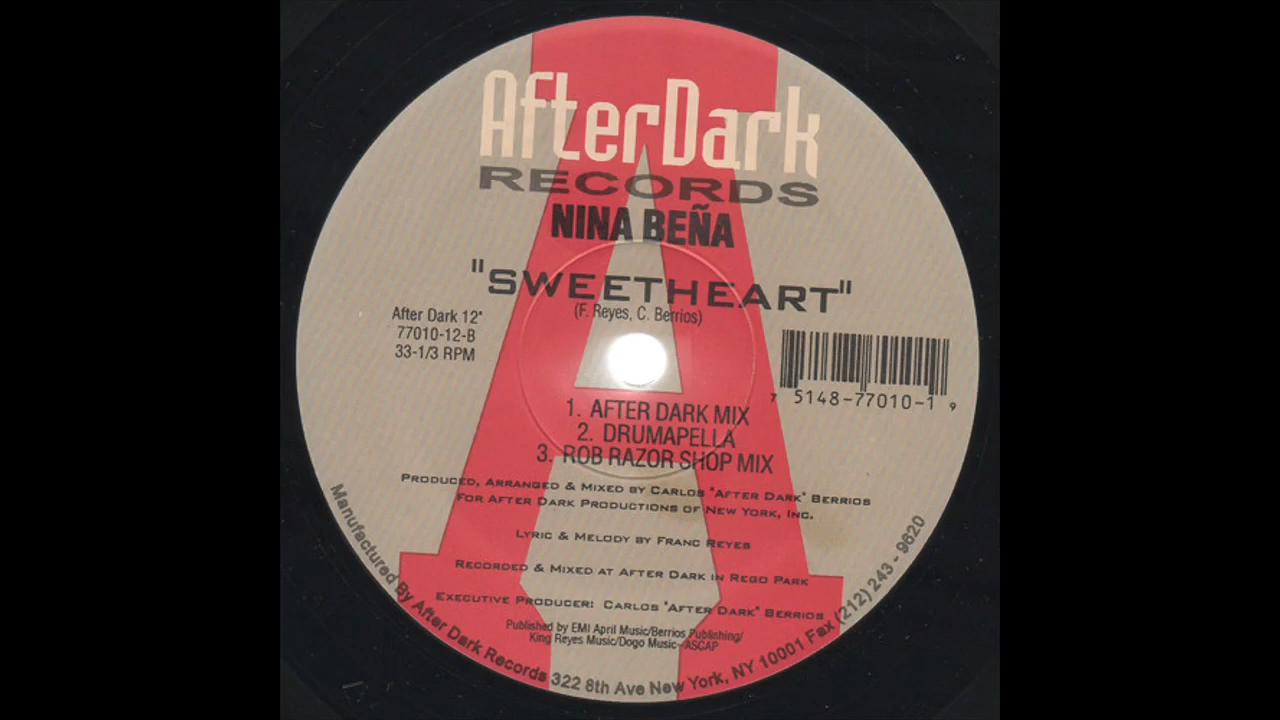 AfterDark
RECORDS
NINA BEÑA
"SWEETHEART"
(F. Reyes, C. Berrios)
After Dark 12"
77010-12-B
33-1/3 RPM
7 5148-77010-1 9
1. AFTER DARK MIX
2. DRUMAPELLA
3. ROB RAZOR SHOP MIX
PRODUCED, ARRANGED & MIXED BY CARLOS "AFTER DARK" BERRIOS
FOR AFTER DARK PRODUCTIONS OF NEW YORK, INC.
LYRIC & MELODY BY FRANC REYES
RECORDED & MIXED AT AFTER DARK IN REGO PARK
EXECUTIVE PRODUCER: CARLOS "AFTER DARK" BERRIOS
Published by EMI April Music/Berrios Publishing/
King Reyes Music/Dogo Music-ASCAP
Manufactured By After Dark Records 322 8th Ave New York, NY 10001 Fax (212) 243 - 9620